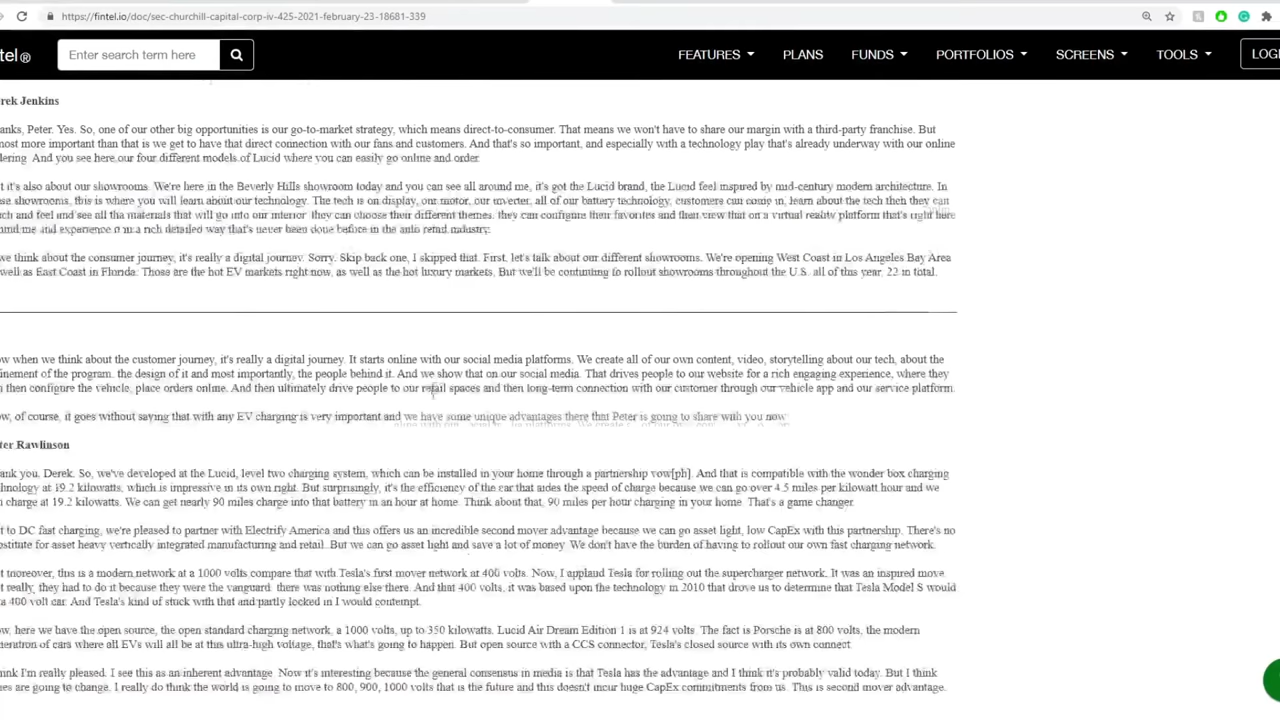 https://fintel.io/doc/sec-churchill-capital-corp-iv-425-2021-february-23-18681-339
tel®
Enter search term here
FEATURES
PLANS
FUNDS
PORTFOLIOS
SCREENS
TOOLS
LOGI
rek Jenkins
anks, Peter. Yes. So, one of our other big opportunities is our go-to-market strategy, which means direct-to-consumer. That means we won't have to share our margin with a third-party franchise. But
most more important than that is we get to have that direct connection with our fans and customers. And that's so important, and especially with a technology play that's already underway with our online
dering. And you see here our four different models of Lucid where you can easily go online and order.
t it's also about our showrooms. We're here in the Beverly Hills showroom today and you can see all around me, it's got the Lucid brand, the Lucid feel inspired by mid-century modern architecture. In
se showrooms, this is where you will learn about our technology. The tech is on display, our motor, our inverter, all of our battery technology, customers can come in, learn about the tech then they can
ch and feel and see all the materials that will go into our interior they can choose their different themes. they can configure their favorites and then view that on a virtual reality platform that's right here
ind me and experience it in a rich detailed way that's never been done before in the auto retail industry.
we think about the consumer journey, it's really a digital journey. Sorry. Skip back one, I skipped that. First, let's talk about our different showrooms. We're opening West Coast in Los Angeles Bay Area
well as East Coast in Florida. Those are the hot EV markets right now, as well as the hot luxury markets. But we'll be continuing to rollout showrooms throughout the U.S. all of this year, 22 in total.
ow when we think about the customer journey, it's really a digital journey. It starts online with our social media platforms. We create all of our own content, video, storytelling about our tech, about the
finement of the program. the design of it and most importantly, the people behind it. And we show that on our social media. That drives people to our website for a rich engaging experience, where they
n then configure the vehicle, place orders online. And then ultimately drive people to our retail spaces and then long-term connection with our customer through our vehicle app and our service platform.
ow, of course, it goes without saying that with any EV charging is very important and we have some unique advantages there that Peter is going to share with you now
ter Rawlinson
ank you, Derek. So, we've developed at the Lucid, level two charging system, which can be installed in your home through a partnership vow[ph]. And that is compatible with the wonder box charging
hnology at 19.2 kilowatts, which is impressive in its own right. But surprisingly, it's the efficiency of the car that aides the speed of charge because we can go over 4.5 miles per kilowatt hour and we
n charge at 19.2 kilowatts. We can get nearly 90 miles charge into that battery in an hour at home. Think about that, 90 miles per hour charging in your home. That's a game changer.
t to DC fast charging, we're pleased to partner with Electrify America and this offers us an incredible second mover advantage because we can go asset light, low CapEx with this partnership. There's no
stitute for asset heavy vertically integrated manufacturing and retail. But we can go asset light and save a lot of money. We don't have the burden of having to rollout our own fast charging network.
t moreover, this is a modern network at a 1000 volts compare that with Tesla's first mover network at 400 volts. Now, I applaud Tesla for rolling out the supercharger network. It was an inspired move.
t really, they had to do it because they were the vanguard. there was nothing else there. And that 400 volts, it was based upon the technology in 2010 that drove us to determine that Tesla Model S would
a 400 volt car. And Tesla's kind of stuck with that and partly locked in I would contempt.
ow, here we have the open source, the open standard charging network, a 1000 volts, up to 350 kilowatts. Lucid Air Dream Edition 1 is at 924 volts. The fact is Porsche is at 800 volts, the modern
neration of cars where all EVs will all be at this ultra-high voltage, that's what's going to happen. But open source with a CCS connector, Tesla's closed source with its own connect
ink I'm really pleased. I see this as an inherent advantage. Now it's interesting because the general consensus in media is that Tesla has the advantage and I think it's probably valid today. But I think
es are going to change. I really do think the world is going to move to 800, 900, 1000 volts that is the future and this doesn't incur huge CapEx commitments from us. This is second mover advantage.